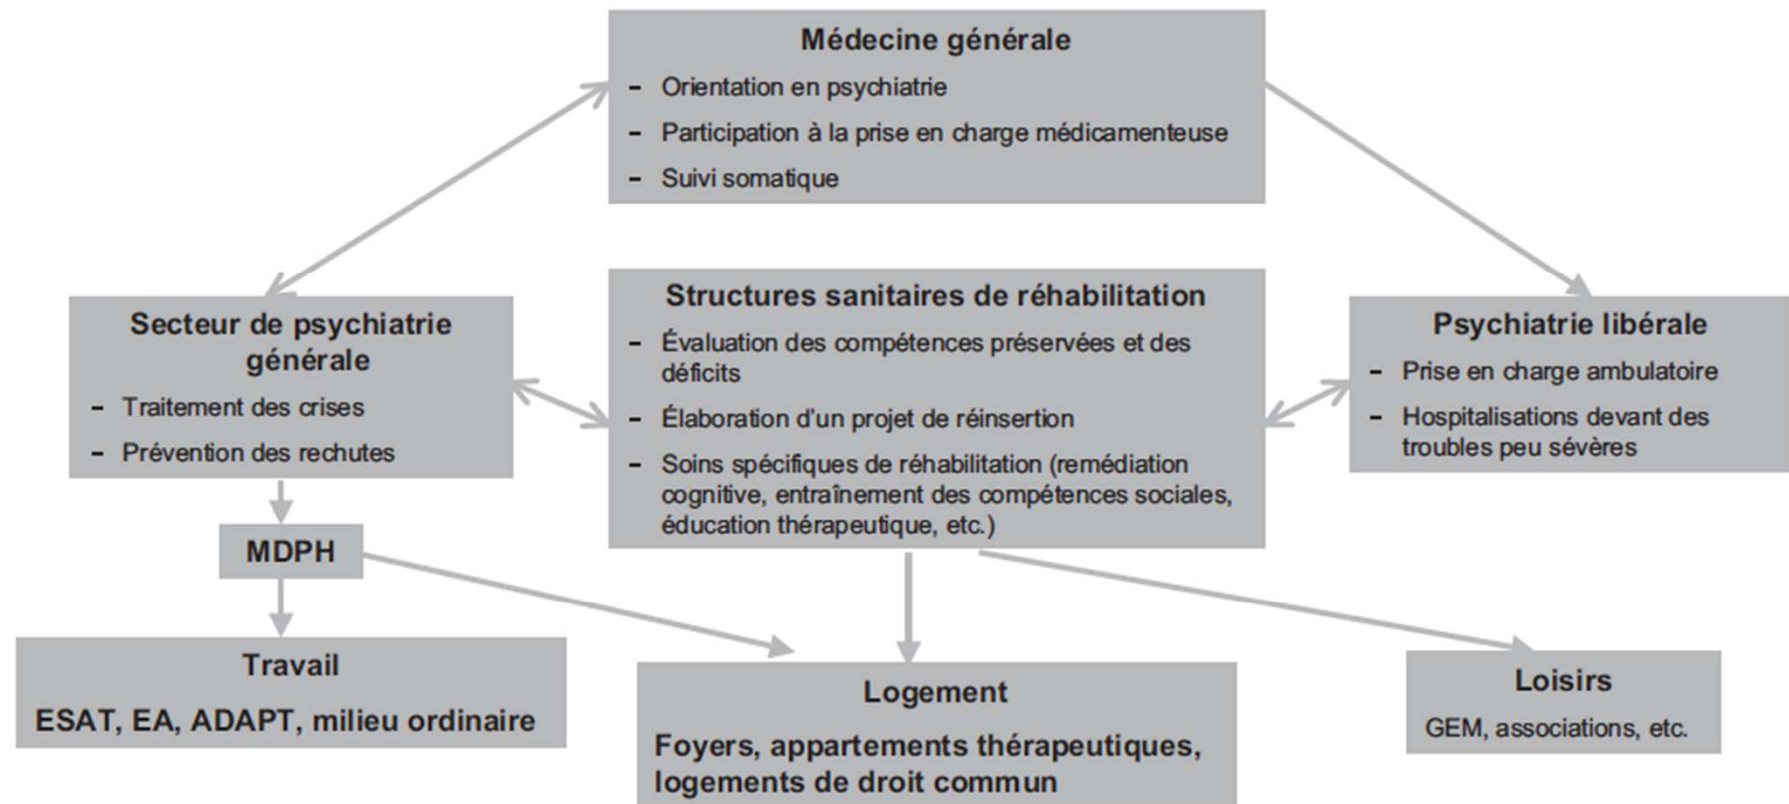 Médecine générale
- Orientation en psychiatrie
- Participation à la prise en charge médicamenteuse
- Suivi somatique
Secteur de psychiatrie
générale
- Traitement des crises
- Prévention des rechutes
Structures sanitaires de réhabilitation
- Évaluation des compétences préservées et des
déficits
- Élaboration d'un projet de réinsertion
- Soins spécifiques de réhabilitation (remédiation
cognitive, entraînement des compétences sociales,
éducation thérapeutique, etc.)
Psychiatrie libérale
- Prise en charge ambulatoire
- Hospitalisations devant des
troubles peu sévères
MDPH
Travail
ESAT, EA, ADAPT, milieu ordinaire
Logement
Foyers, appartements thérapeutiques,
logements de droit commun
Loisirs
GEM, associations, etc.